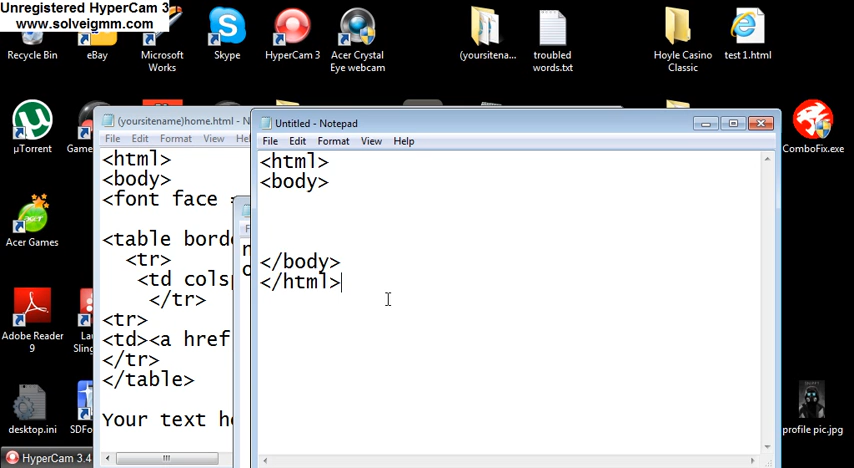 Unregistered HyperCam 3
www.solveigmm.com
Recycle Bin
eBay
Microsoft
Works
Skype
HyperCam 3
Acer Crystal
Eye webcam
(yoursitena...
troubled
words.txt
Hoyle Casino
Classic
test 1.html
µTorrent
ComboFix.exe
Acer Games
Adobe Reader
9
desktop.ini
profile pic.jpg
HyperCam 3.4
(yoursitename)home.html - N
File Edit Format View
<html>
<body>
<font face =
<table borde
<tr>
<td colsp
</tr>
<tr>
<td><a href
</tr>
</table>
Your text he
Untitled - Notepad
File Edit Format View Help
<html>
<body>
</body>
</html>